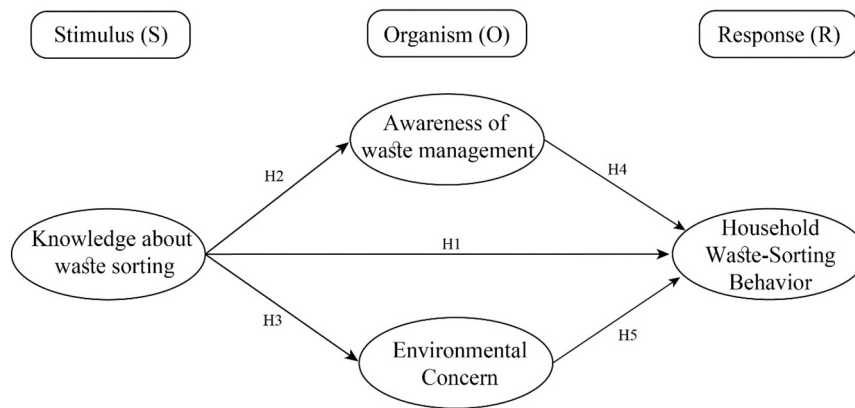 Stimulus (S)
Organism (O)
Response (R)
Awareness of
waste management
H2
H4
Knowledge about
waste sorting
H1
Household
Waste-Sorting
Behavior
H3
H5
Environmental
Concern